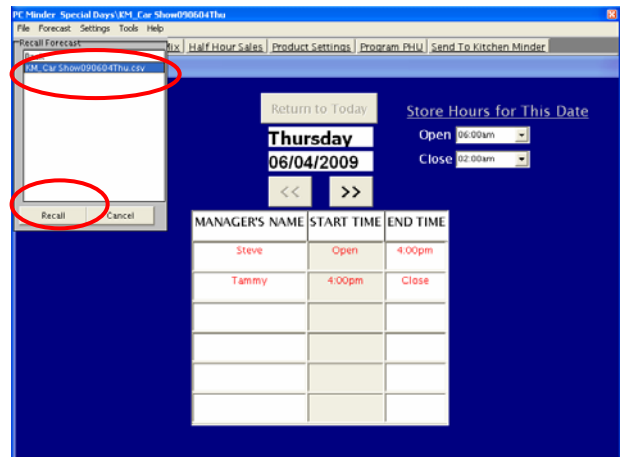 PC Minder Special Days\KM_Car Show090604Thu
File Forecast Settings Tools Help
Recall Forecast
Mix Half Hour Sales Product Settings Program PHU Send To Kitchen Minder
KM_Car Show090604Thu.csv
Return to Today
Store Hours for This Date
Thursday
Open 06:00am
06/04/2009
Close 02:00am
<< >>
Recall Cancel
MANAGER'S NAME START TIME END TIME
Steve Open 4:00pm
Tammy 4:00pm Close